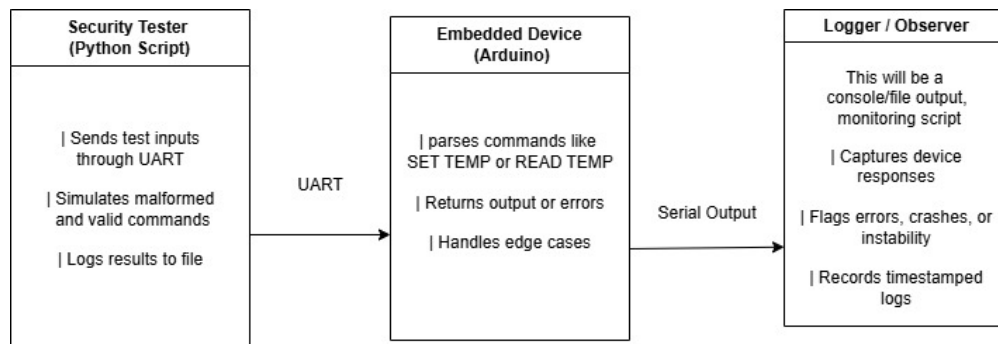 Security Tester
(Python Script)
| Sends test inputs
through UART
| Simulates malformed
and valid commands
| Logs results to file
UART
Embedded Device
(Arduino)
| parses commands like
SET TEMP or READ TEMP
| Returns output or errors
| Handles edge cases
Serial Output
Logger / Observer
This will be a
console/file output,
monitoring script
| Captures device
responses
| Flags errors, crashes, or
instability
| Records timestamped
logs